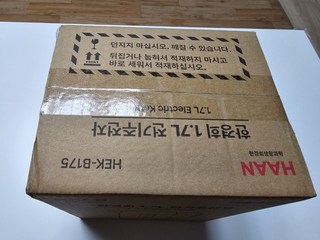 던지지 마십시오. 깨질 수 있습니다.
뒤집거나 눕혀서 적재하지 마시고
바로 세워서 적재하십시오.
1.7L Electric Kettle
한경희 1.7L 전기주전자
HEK-B175
HAAN